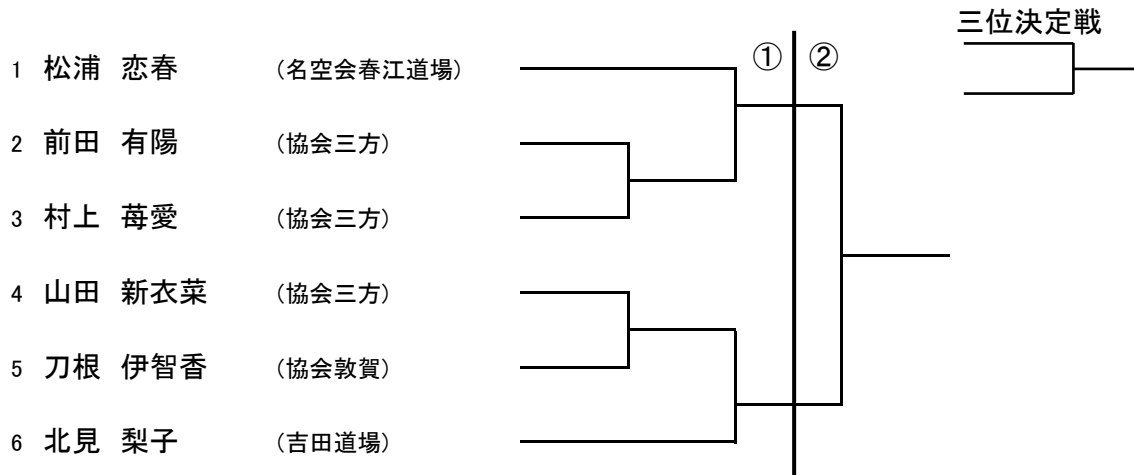 三位決定戦
① ②
1 松浦 恋春 (名空会春江道場)
2 前田 有陽 (協会三方)
3 村上 苺愛 (協会三方)
4 山田 新衣菜 (協会三方)
5 刀根 伊智香 (協会敦賀)
6 北見 梨子 (吉田道場)